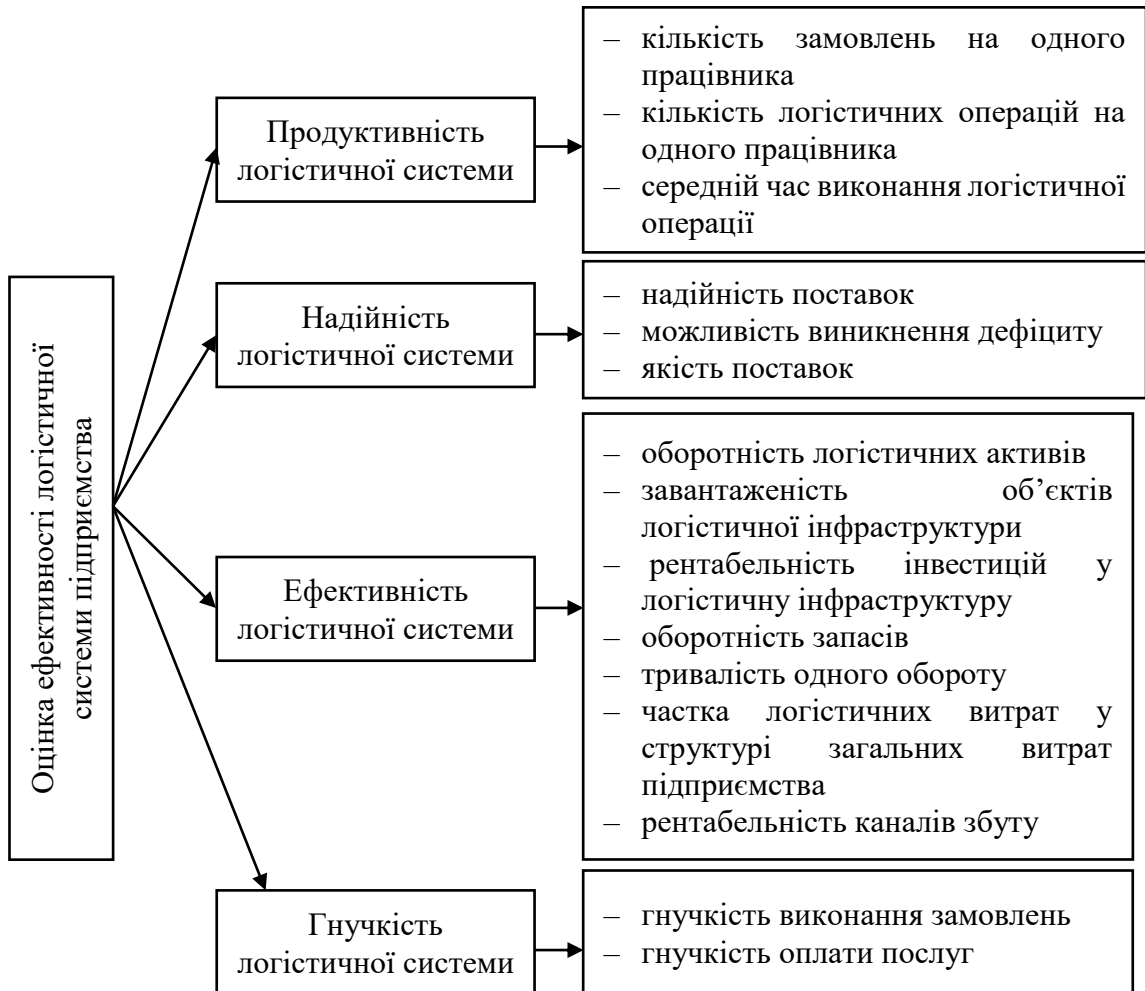 Оцінка ефективності логістичної
системи підприємства
Продуктивність
логістичної системи
– кількість замовлень на одного
працівника
– кількість логістичних операцій на
одного працівника
– середній час виконання логістичної
операції
Надійність
логістичної системи
– надійність поставок
– можливість виникнення дефіциту
– якість поставок
Ефективність
логістичної системи
– оборотність логістичних активів
– завантаженість об’єктів
логістичної інфраструктури
– рентабельність інвестицій у
логістичну інфраструктуру
– оборотність запасів
– тривалість одного обороту
– частка логістичних витрат у
структурі загальних витрат
підприємства
– рентабельність каналів збуту
Гнучкість
логістичної системи
– гнучкість виконання замовлень
– гнучкість оплати послуг